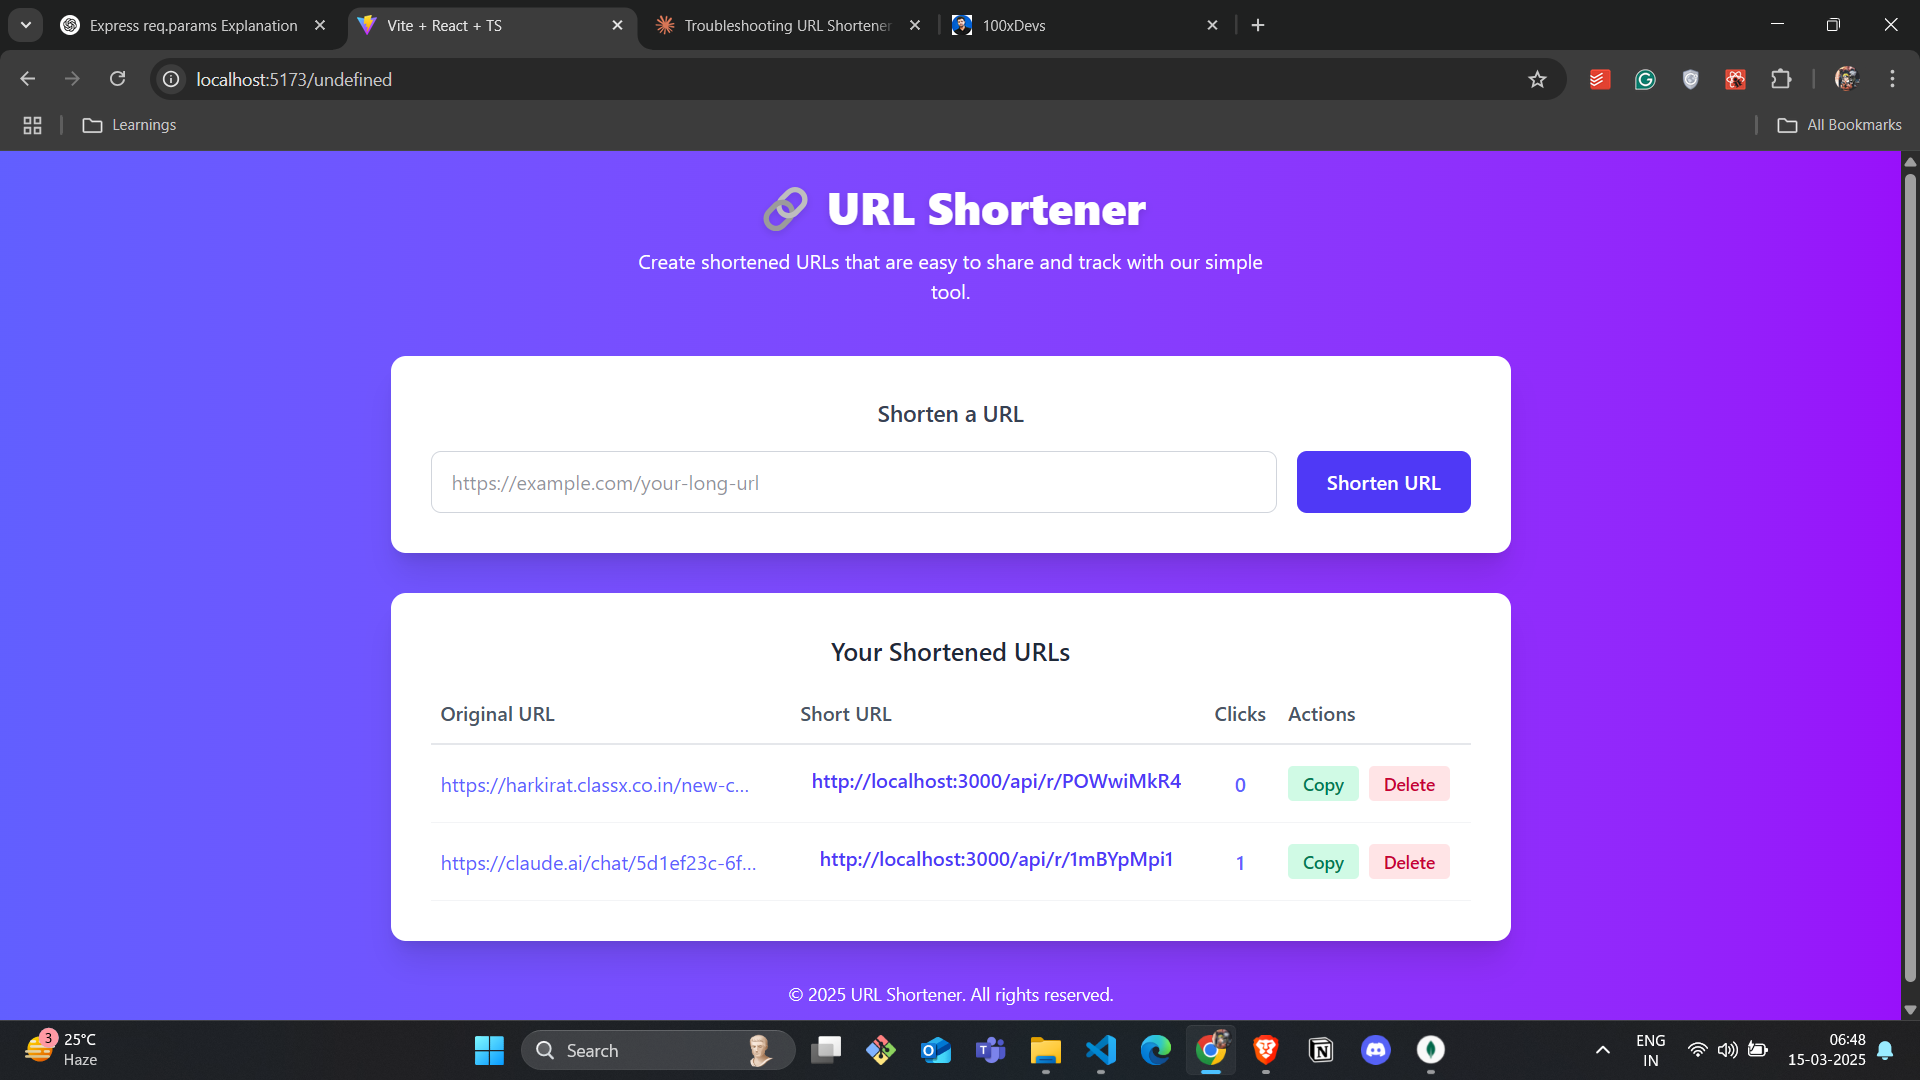 Express req.params Explanation
Vite + React + TS
Troubleshooting URL Shortener
100xDevs
localhost:5173/undefined
Learnings
All Bookmarks
URL Shortener
Create shortened URLs that are easy to share and track with our simple
tool.
Shorten a URL
https://example.com/your-long-url
Shorten URL
Your Shortened URLs
Original URL Short URL Clicks Actions
https://harkirat.classx.co.in/new-c... http://localhost:3000/api/r/POWwiMkR4 0 Copy Delete
https://claude.ai/chat/5d1ef23c-6f... http://localhost:3000/api/r/1mBYpMpi1 1 Copy Delete
© 2025 URL Shortener. All rights reserved.
3
25°C
Haze
Search
ENG
IN
06:48
15-03-2025